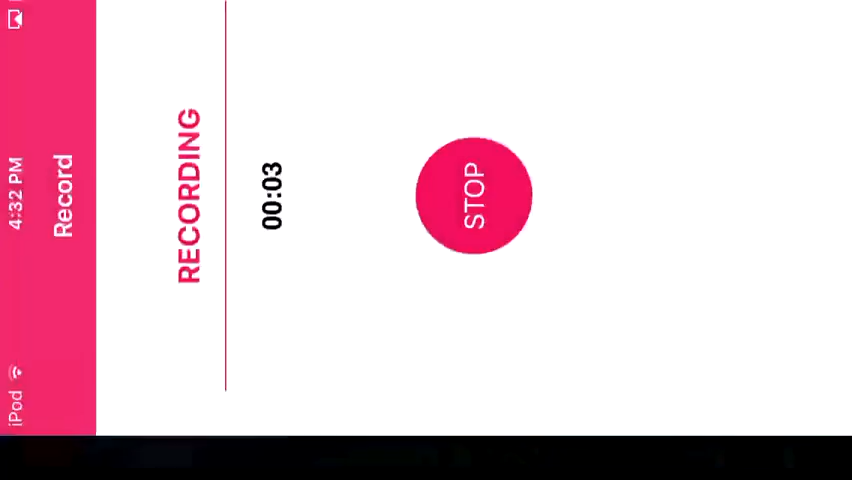 iPod 4:32 PM
Record
RECORDING
00:03
STOP